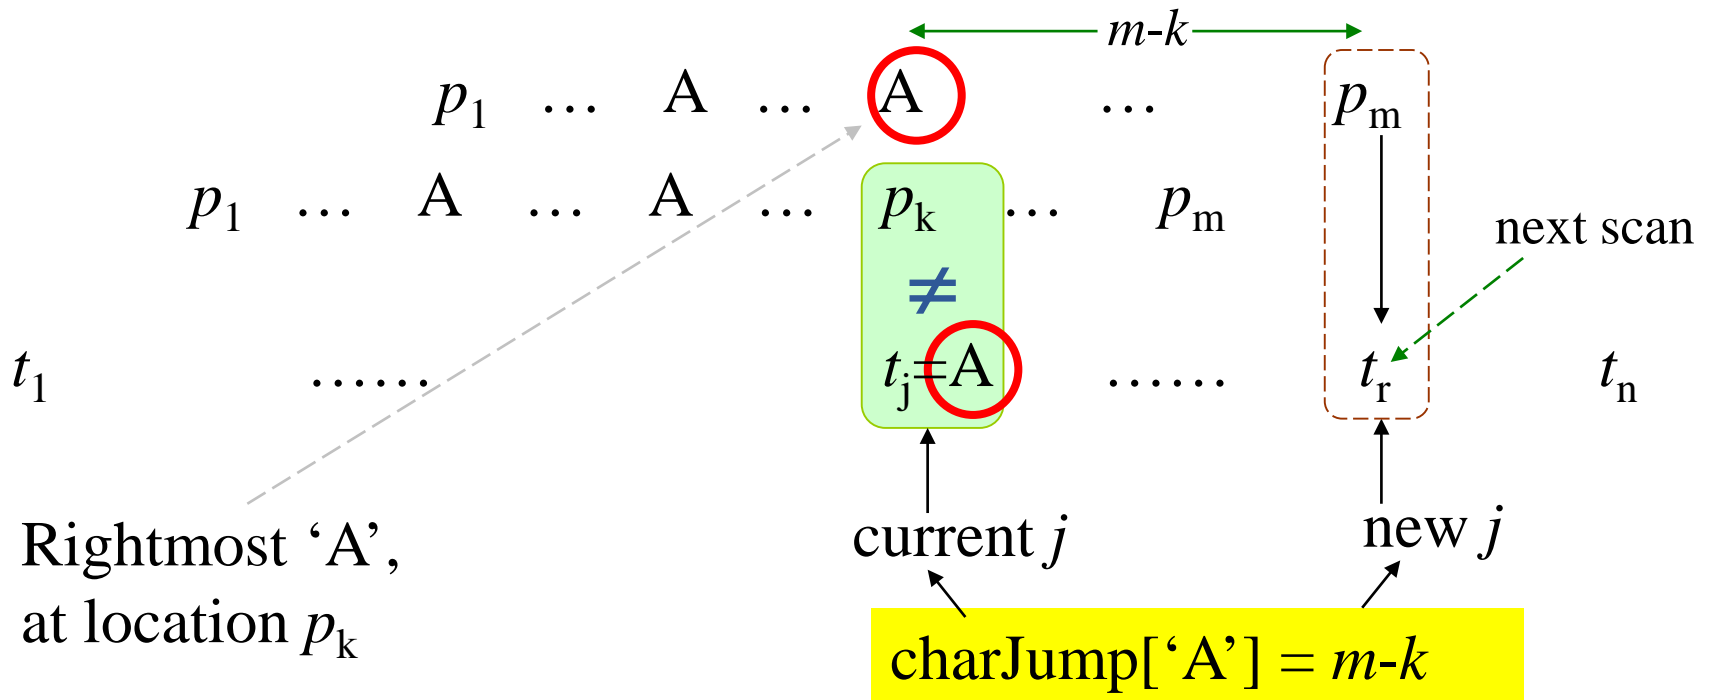 m-k
p1 … A … A … pm
p1 … A … A … pk … pm
next scan
≠
t1 …… tj=A …… tr tn
current j new j
Rightmost ‘A’,
at location pk
charJump[‘A’] = m-k